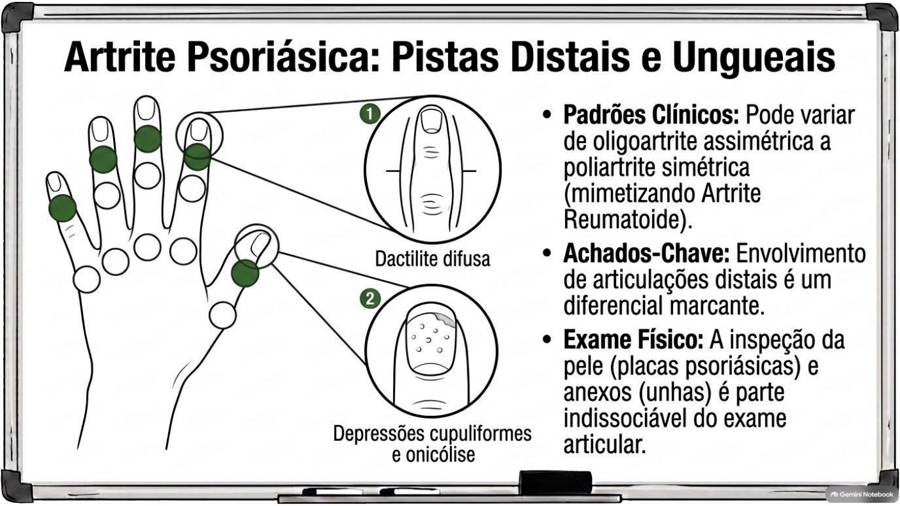 Artrite Psoriásica: Pistas Distais e Ungueais
1
Dactilite difusa
2
Depressões cupuliformes
e onicólise
• Padrões Clínicos: Pode variar
de oligoartrite assimétrica a
poliartrite simétrica
(mimetizando Artrite
Reumatoide).
• Achados-Chave: Envolvimento
de articulações distais é um
diferencial marcante.
• Exame Físico: A inspeção da
pele (placas psoriásicas) e
anexos (unhas) é parte
indissociável do exame
articular.
Gemini Notebook